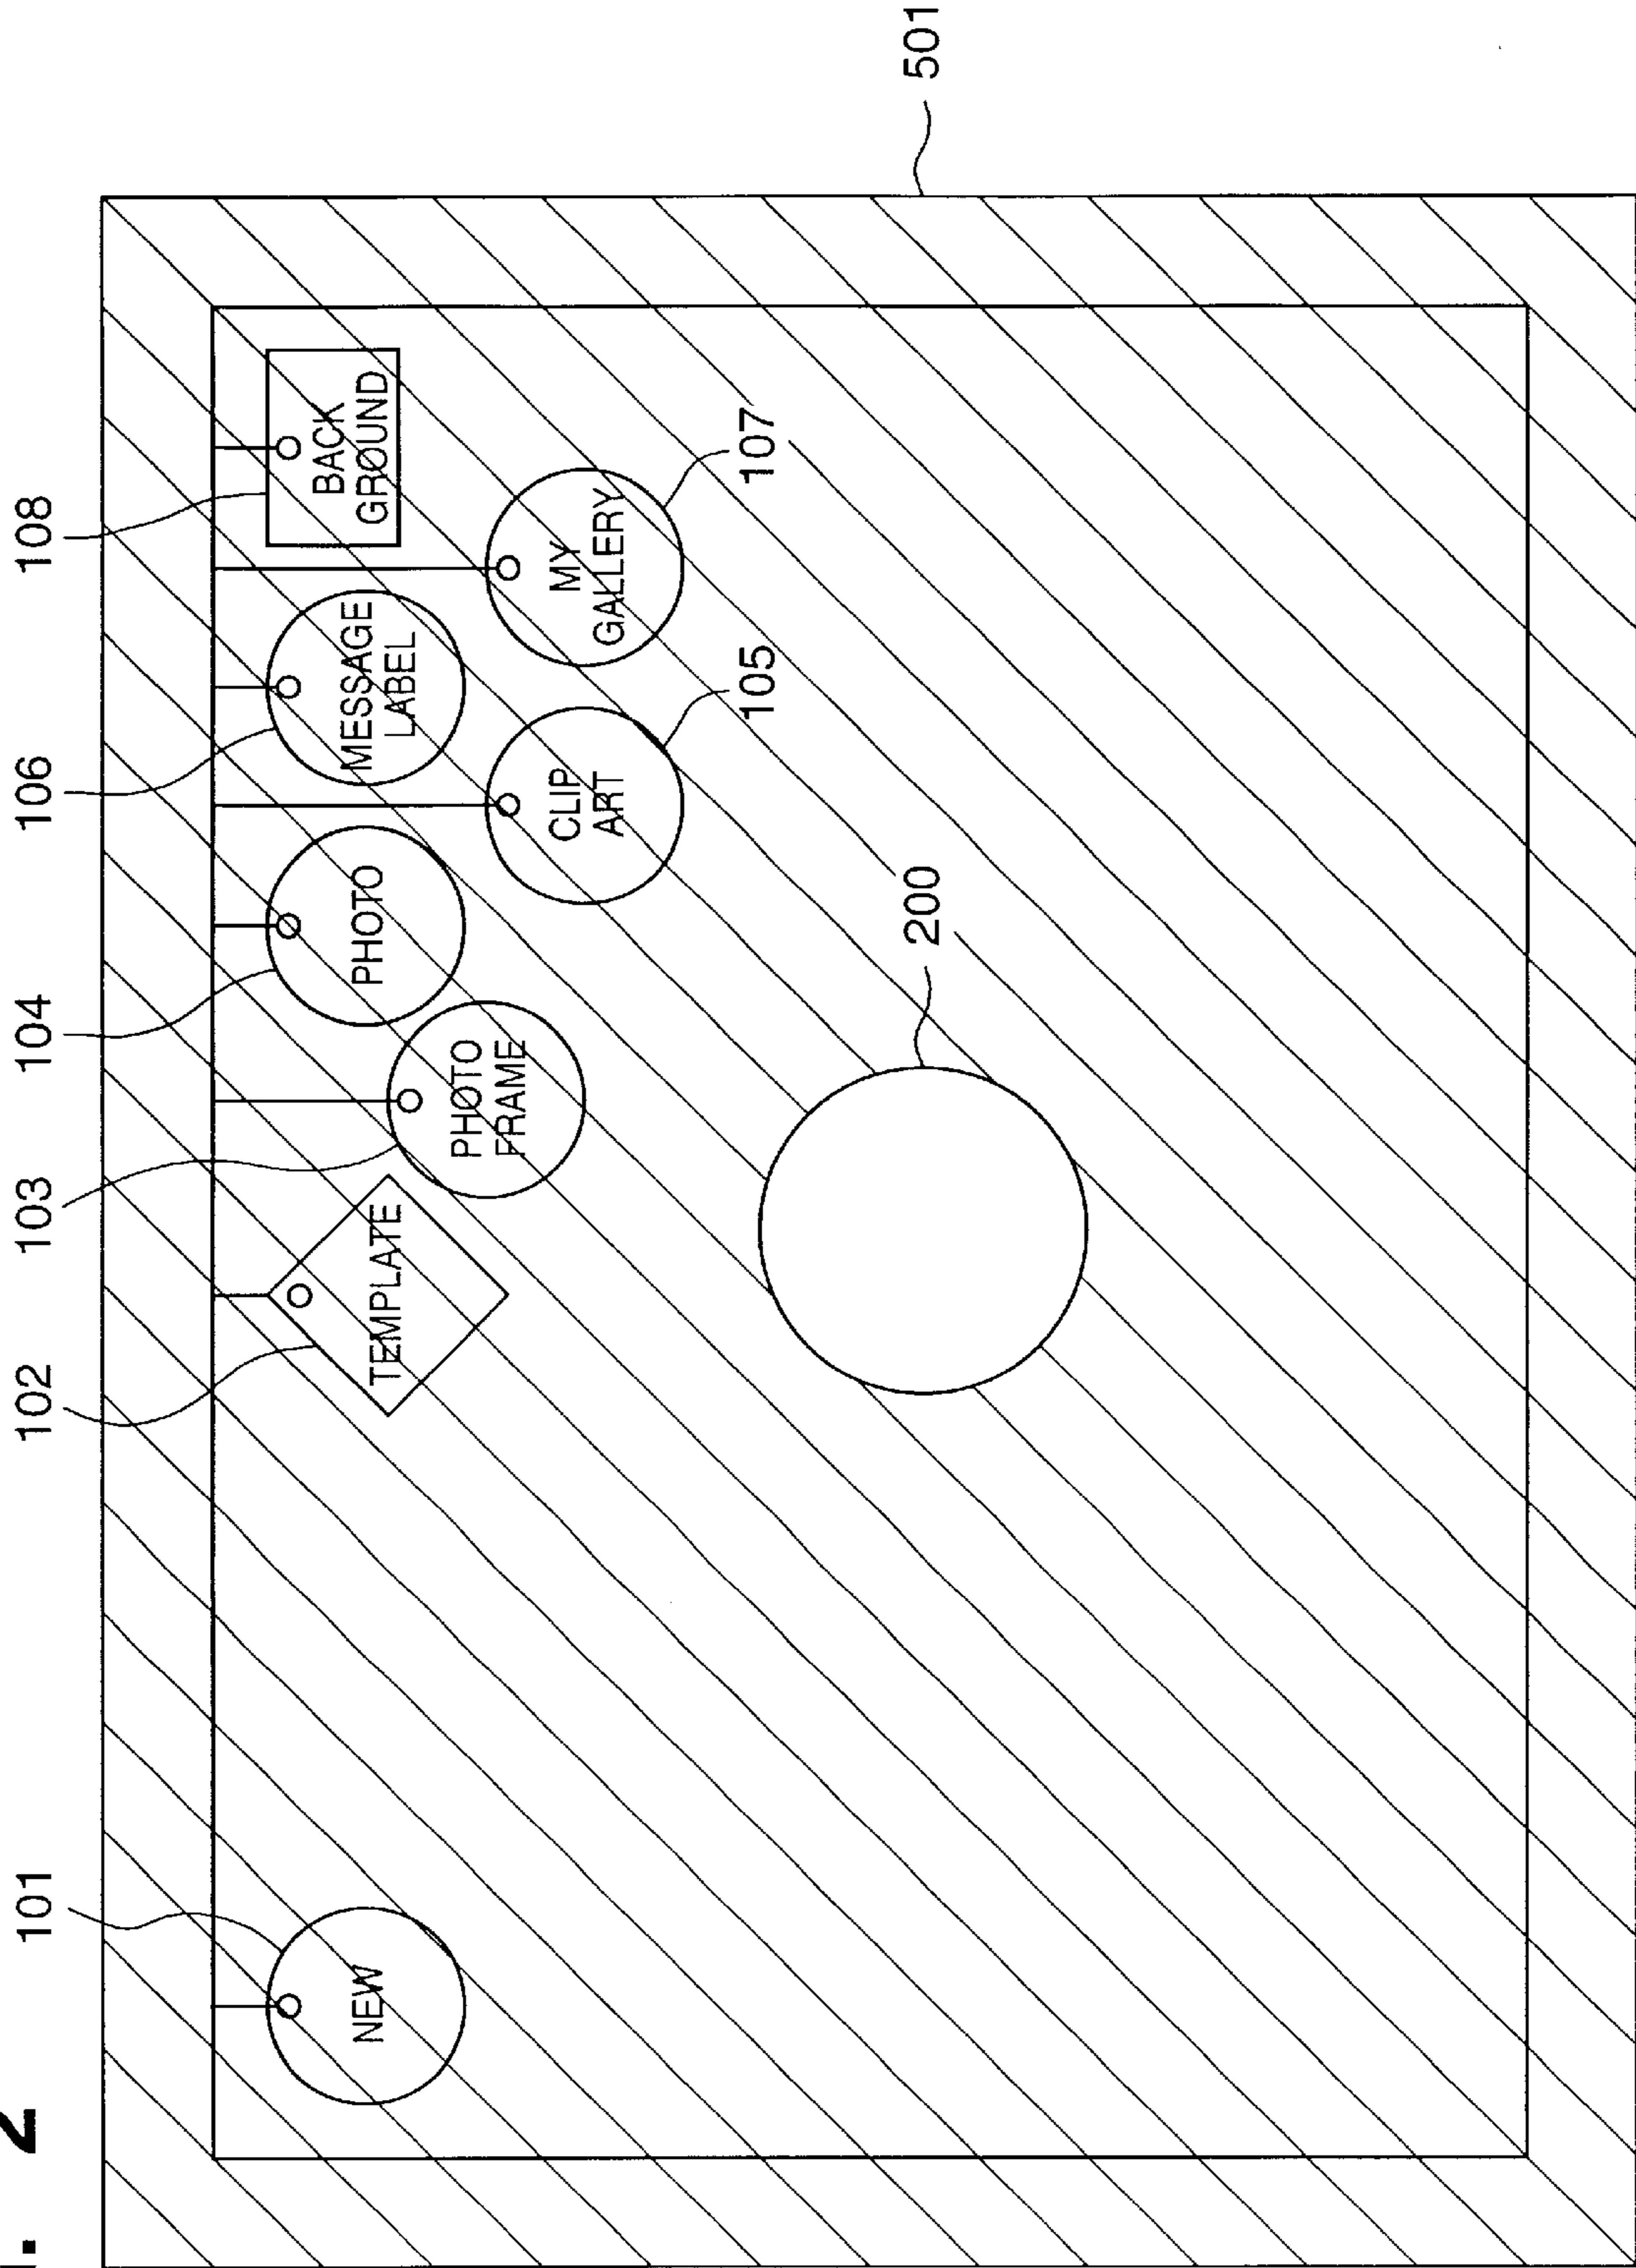 . 2
101
102
103
104
106
108
NEW
TEMPLATE
PHOTO
FRAME
PHOTO
MESSAGE
LABEL
BACK
GROUND
CLIP
ART
MY
GALLERY
105
107
200
501